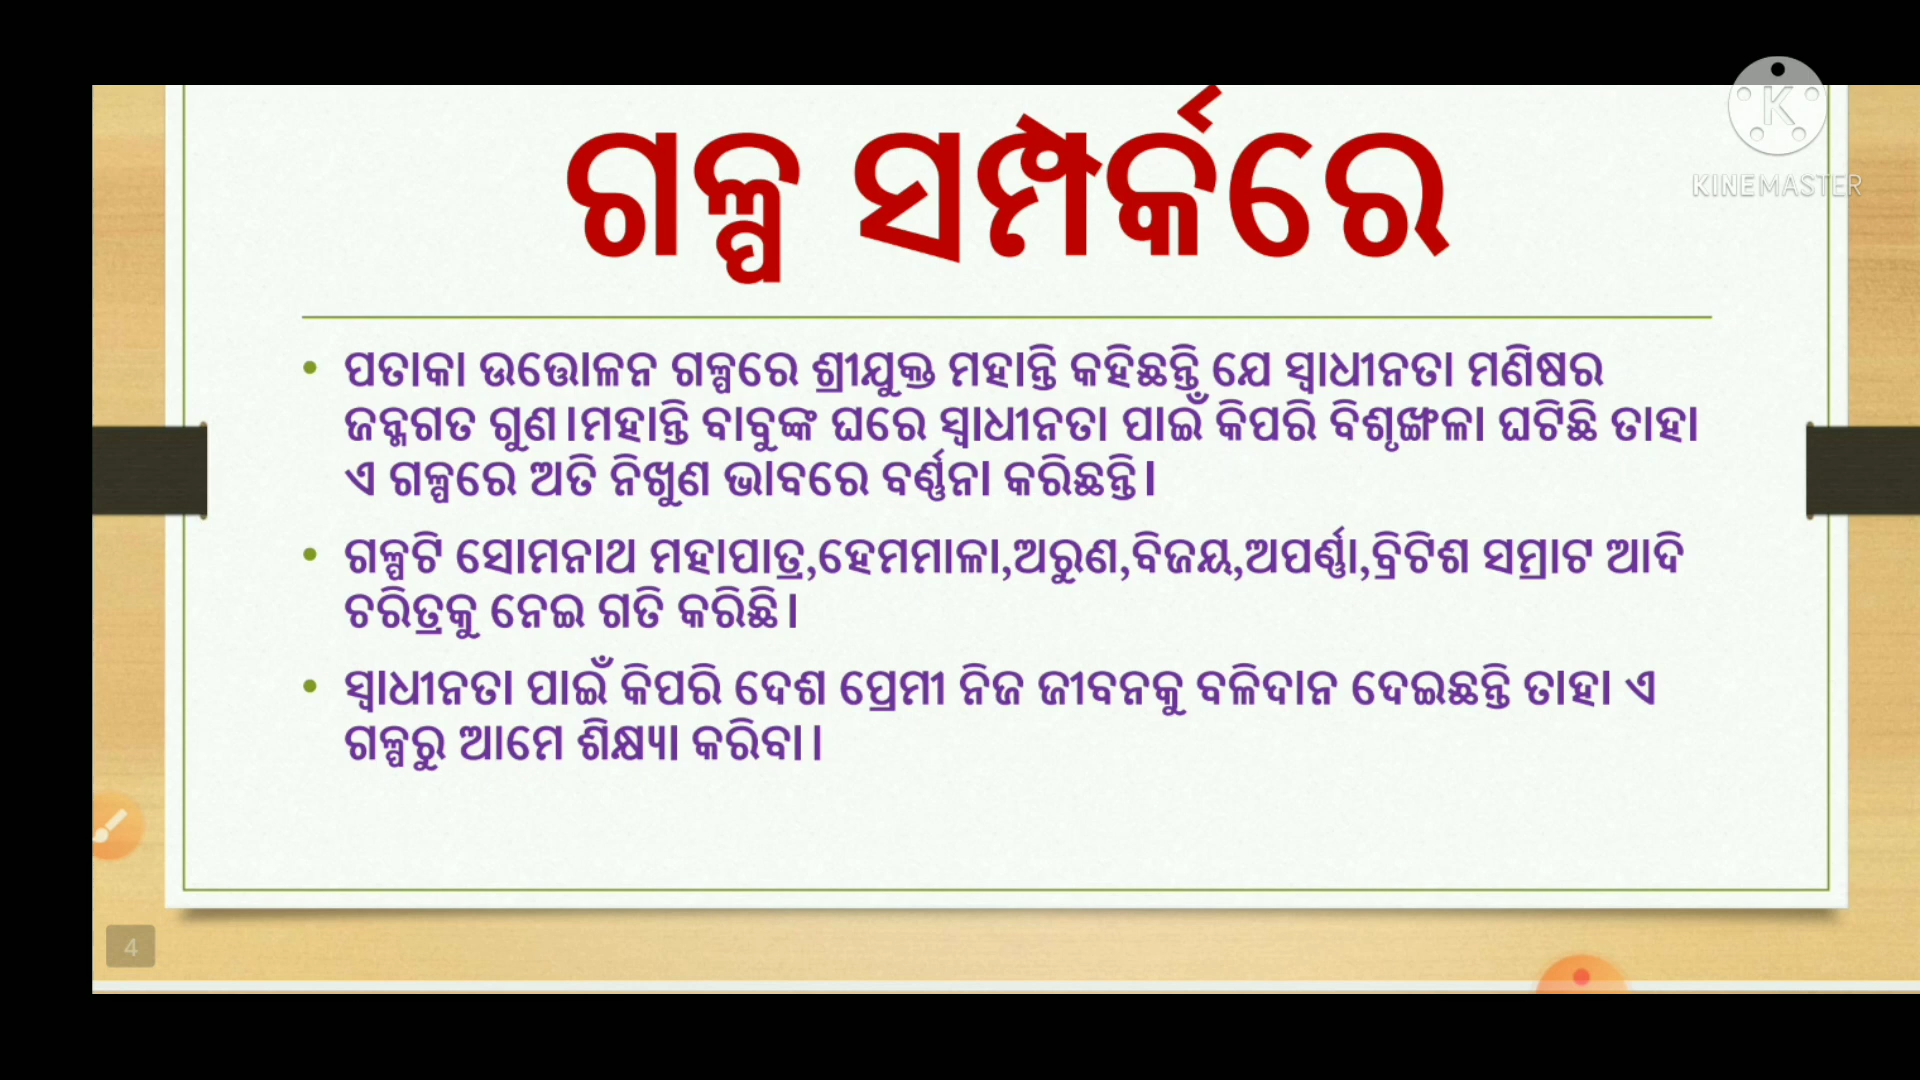 ଗଳ୍ପ ସମ୍ପର୍କରେ
KINEMASTER
• ପତାକା ଉତ୍ତୋଳନ ଗଳ୍ପରେ ଶ୍ରୀଯୁକ୍ତ ମହାନ୍ତି କହିଛନ୍ତି ଯେ ସ୍ୱାଧୀନତା ମଣିଷର
ଜନ୍ମଗତ ଗୁଣ।ମହାନ୍ତି ବାବୁଙ୍କ ଘରେ ସ୍ୱାଧୀନତା ପାଇଁ କିପରି ବିଶୃଙ୍ଖଳା ଘଟିଛି ତାହା
ଏ ଗଳ୍ପରେ ଅତି ନିଖୁଣ ଭାବରେ ବର୍ଣ୍ଣନା କରିଛନ୍ତି।
• ଗଳ୍ପଟି ସୋମନାଥ ମହାପାତ୍ର,ହେମମାଳା,ଅରୁଣ,ବିଜୟ,ଅପର୍ଣ୍ଣା,ବ୍ରିଟିଶ ସମ୍ରାଟ ଆଦି
ଚରିତ୍ରକୁ ନେଇ ଗତି କରିଛି।
• ସ୍ୱାଧୀନତା ପାଇଁ କିପରି ଦେଶ ପ୍ରେମୀ ନିଜ ଜୀବନକୁ ବଳିଦାନ ଦେଇଛନ୍ତି ତାହା ଏ
ଗଳ୍ପରୁ ଆମେ ଶିକ୍ଷ୍ୟା କରିବା।
4